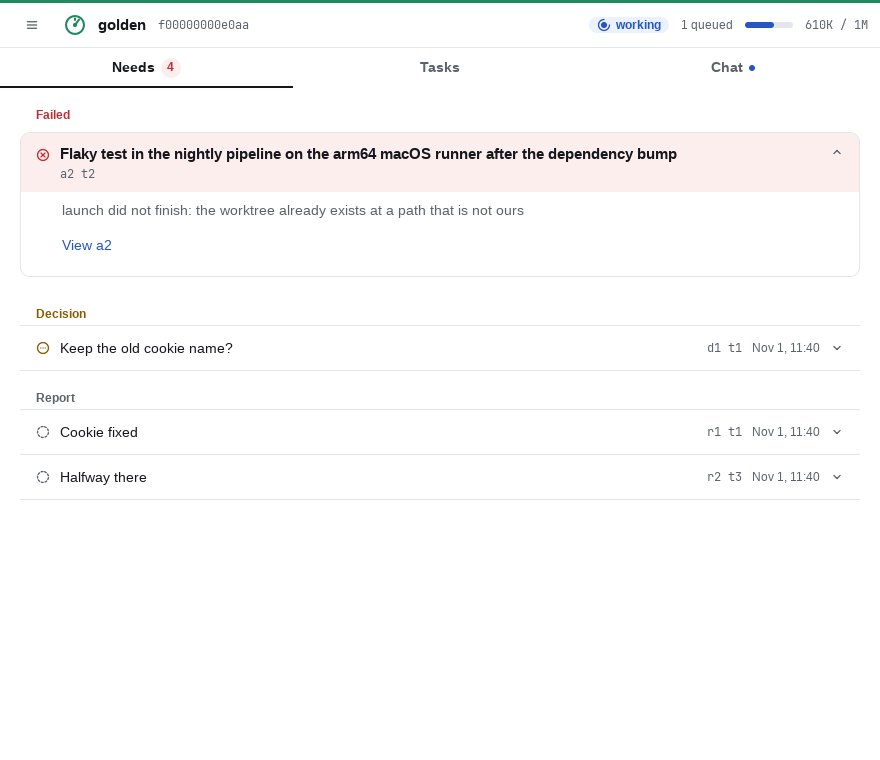 golden f00000000e0aa working 1 queued 610K / 1M
Needs 4 Tasks Chat
Failed
Flaky test in the nightly pipeline on the arm64 macOS runner after the dependency bump
a2 t2
launch did not finish: the worktree already exists at a path that is not ours
View a2
Decision
Keep the old cookie name? d1 t1 Nov 1, 11:40
Report
Cookie fixed r1 t1 Nov 1, 11:40
Halfway there r2 t3 Nov 1, 11:40